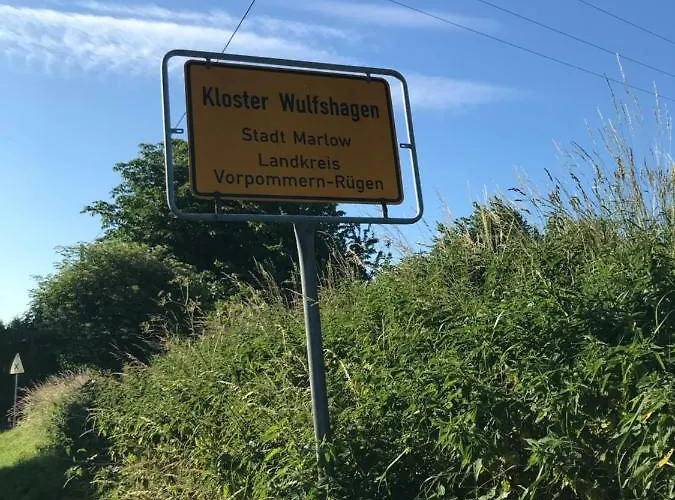 Kloster Wulfshagen
Stadt Marlow
Landkreis
Vorpommern-Rügen